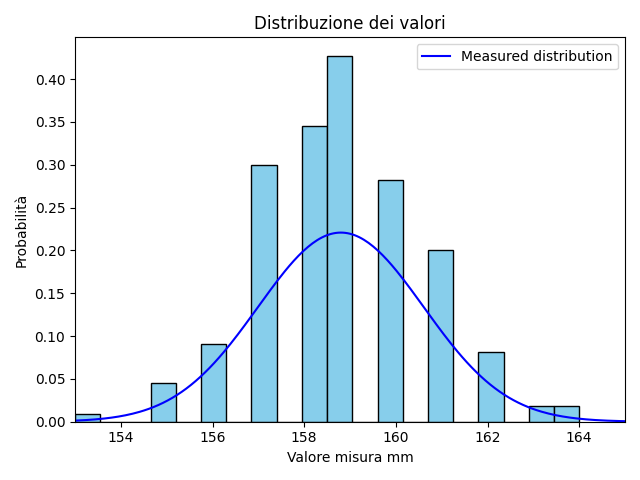 Distribuzione dei valori
Measured distribution
0.40
0.35
0.30
0.25
0.20
0.15
0.10
0.05
0.00
Probabilità
154 156 158 160 162 164
Valore misura mm